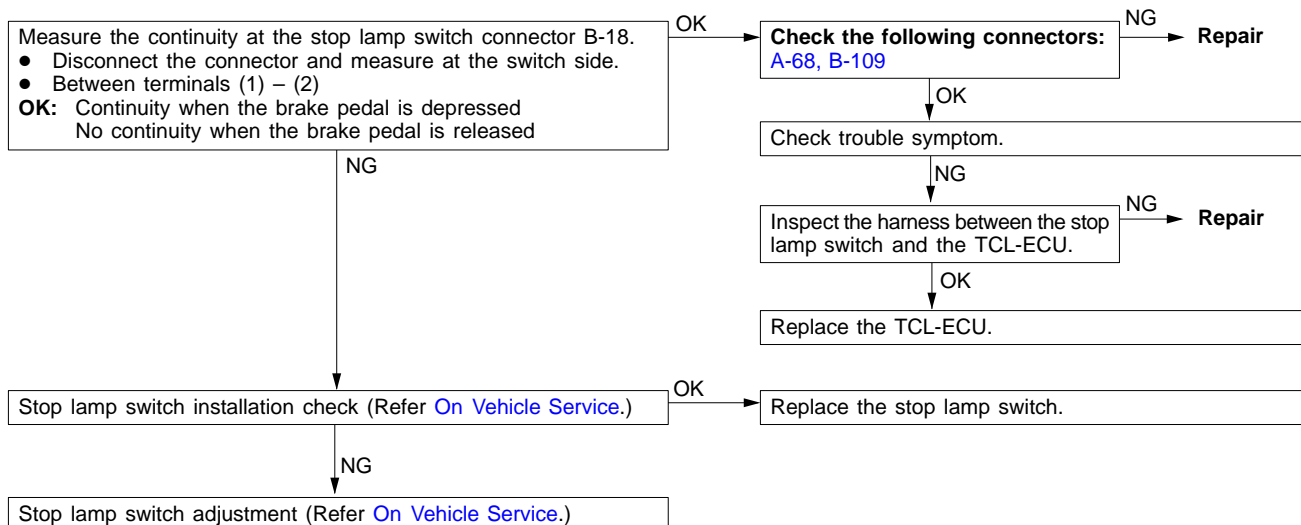 Measure the continuity at the stop lamp switch connector B-18.
● Disconnect the connector and measure at the switch side.
● Between terminals (1) – (2)
OK: Continuity when the brake pedal is depressed
No continuity when the brake pedal is released
OK
Check the following connectors:
A-68, B-109
NG
Repair
OK
Check trouble symptom.
NG
NG
Inspect the harness between the stop
lamp switch and the TCL-ECU.
NG
Repair
OK
Replace the TCL-ECU.
Stop lamp switch installation check (Refer On Vehicle Service.)
OK
Replace the stop lamp switch.
NG
Stop lamp switch adjustment (Refer On Vehicle Service.)